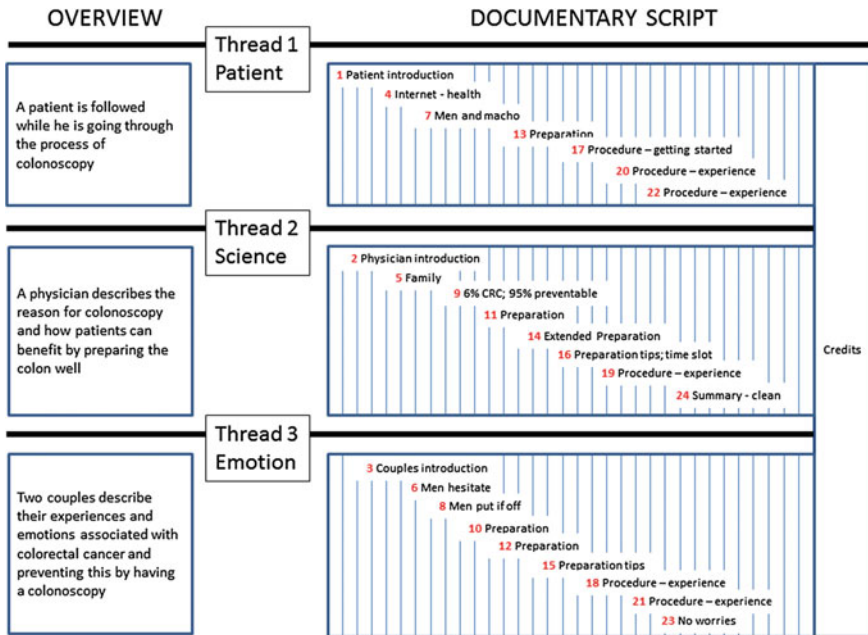 OVERVIEW
DOCUMENTARY SCRIPT
Thread 1
Patient
A patient is followed
while he is going through
the process of
colonoscopy
1 Patient introduction
4 Internet - health
7 Men and macho
13 Preparation
17 Procedure – getting started
20 Procedure – experience
22 Procedure – experience
Thread 2
Science
A physician describes the
reason for colonoscopy
and how patients can
benefit by preparing the
colon well
2 Physician introduction
5 Family
9 6% CRC; 95% preventable
11 Preparation
14 Extended Preparation
16 Preparation tips; time slot
19 Procedure – experience
24 Summary - clean
Credits
Thread 3
Emotion
Two couples describe
their experiences and
emotions associated with
colorectal cancer and
preventing this by having
a colonoscopy
3 Couples introduction
6 Men hesitate
8 Men put if off
10 Preparation
12 Preparation
15 Preparation tips
18 Procedure – experience
21 Procedure – experience
23 No worries